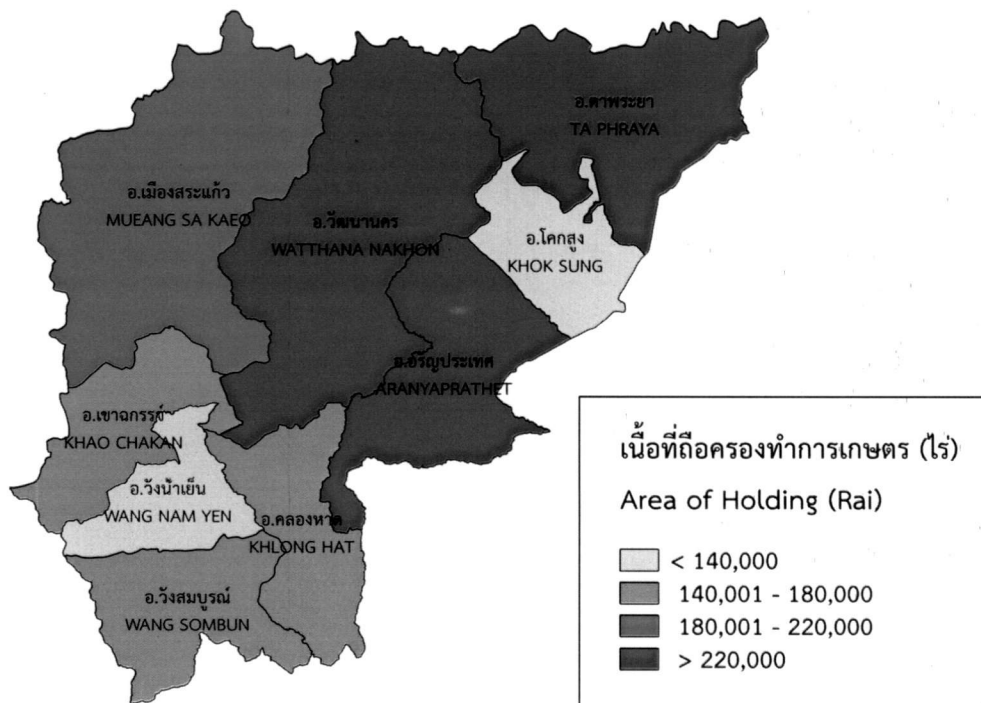 อ.ตาพระยา
TA PHRAYA
อ.เมืองสระแก้ว
MUEANG SA KAEO
อ.วัฒนานคร
WATTHANA NAKHON
อ.โคกสูง
KHOK SUNG
อ.อรัญประเทศ
ARANYAPRATHET
อ.เขาฉกรรจ์
KHAO CHAKAN
อ.วังน้ำเย็น
WANG NAM YEN
อ.คลองหาด
KHLONG HAT
อ.วังสมบูรณ์
WANG SOMBUN
เนื้อที่ถือครองทำการเกษตร (ไร่)
Area of Holding (Rai)
< 140,000
140,001 - 180,000
180,001 - 220,000
> 220,000